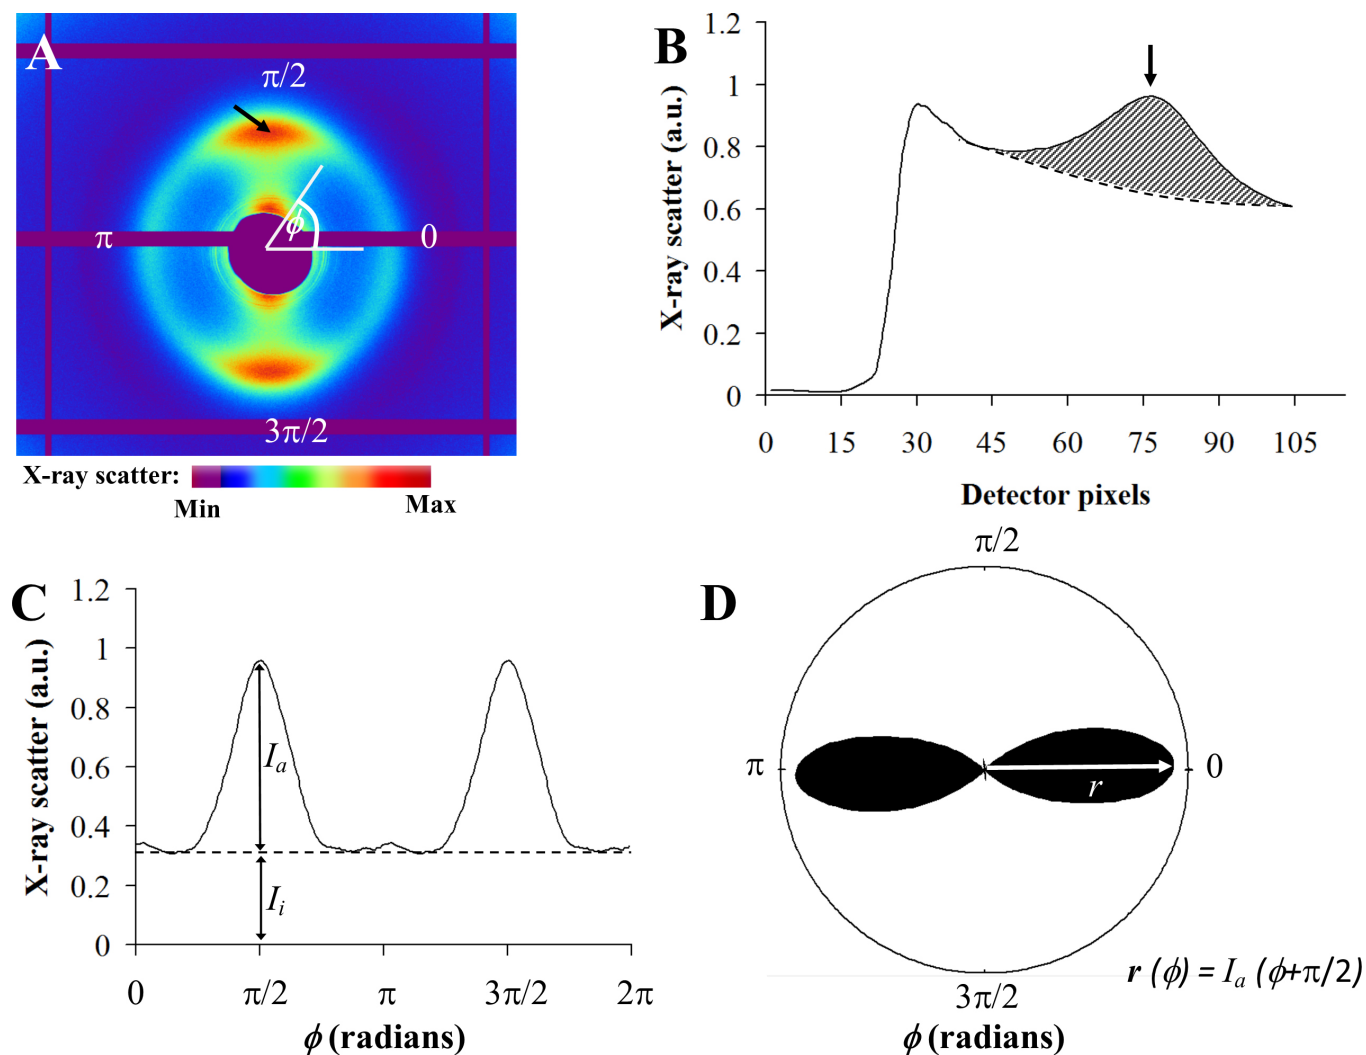 A
π/2
π
0
ϕ
3π/2
X-ray scatter:
Min
Max
B
X-ray scatter (a.u.)
1.2
1
0.8
0.6
0.4
0.2
0
0 15 30 45 60 75 90 105
Detector pixels
C
X-ray scatter (a.u.)
1.2
1
0.8
0.6
0.4
0.2
0
Iₐ
Iᵢ
0 π/2 π 3π/2 2π
ϕ (radians)
D
π/2
π
0
r
3π/2
r (ϕ) = Iₐ (ϕ+π/2)
ϕ (radians)